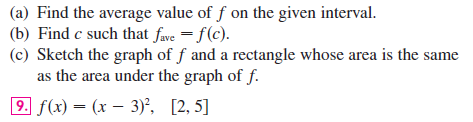 (a) Find the average value of f on the given interval.
(b) Find c such that fave = f(c).
(c) Sketch the graph of f and a rectangle whose area is the same
as the area under the graph of f.
9. f(x) = (x − 3)², [2, 5]